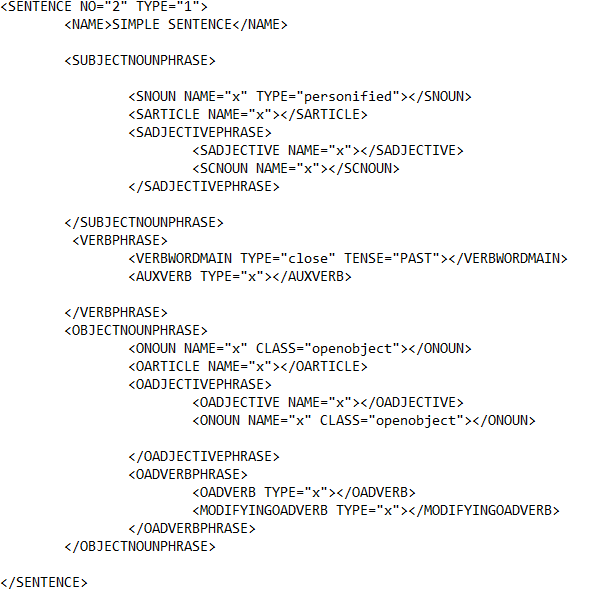 <SENTENCE NO="2" TYPE="1">
<NAME>SIMPLE SENTENCE</NAME>
<SUBJECTNOUNPHRASE>
<SNOUN NAME="x" TYPE="personified"></SNOUN>
<SARTICLE NAME="x"></SARTICLE>
<SADJECTIVEPHRASE>
<SADJECTIVE NAME="x"></SADJECTIVE>
<SCNOUN NAME="x"></SCNOUN>
</SADJECTIVEPHRASE>
</SUBJECTNOUNPHRASE>
<VERBPHRASE>
<VERBWORDMAIN TYPE="close" TENSE="PAST"></VERBWORDMAIN>
<AUXVERB TYPE="x"></AUXVERB>
</VERBPHRASE>
<OBJECTNOUNPHRASE>
<ONOUN NAME="x" CLASS="openobject"></ONOUN>
<OARTICLE NAME="x"></OARTICLE>
<OADJECTIVEPHRASE>
<OADJECTIVE NAME="x"></OADJECTIVE>
<ONOUN NAME="x" CLASS="openobject"></ONOUN>
</OADJECTIVEPHRASE>
<OADVERBPHRASE>
<OADVERB TYPE="x"></OADVERB>
<MODIFYINGOADVERB TYPE="x"></MODIFYINGOADVERB>
</OADVERBPHRASE>
</OBJECTNOUNPHRASE>
</SENTENCE>